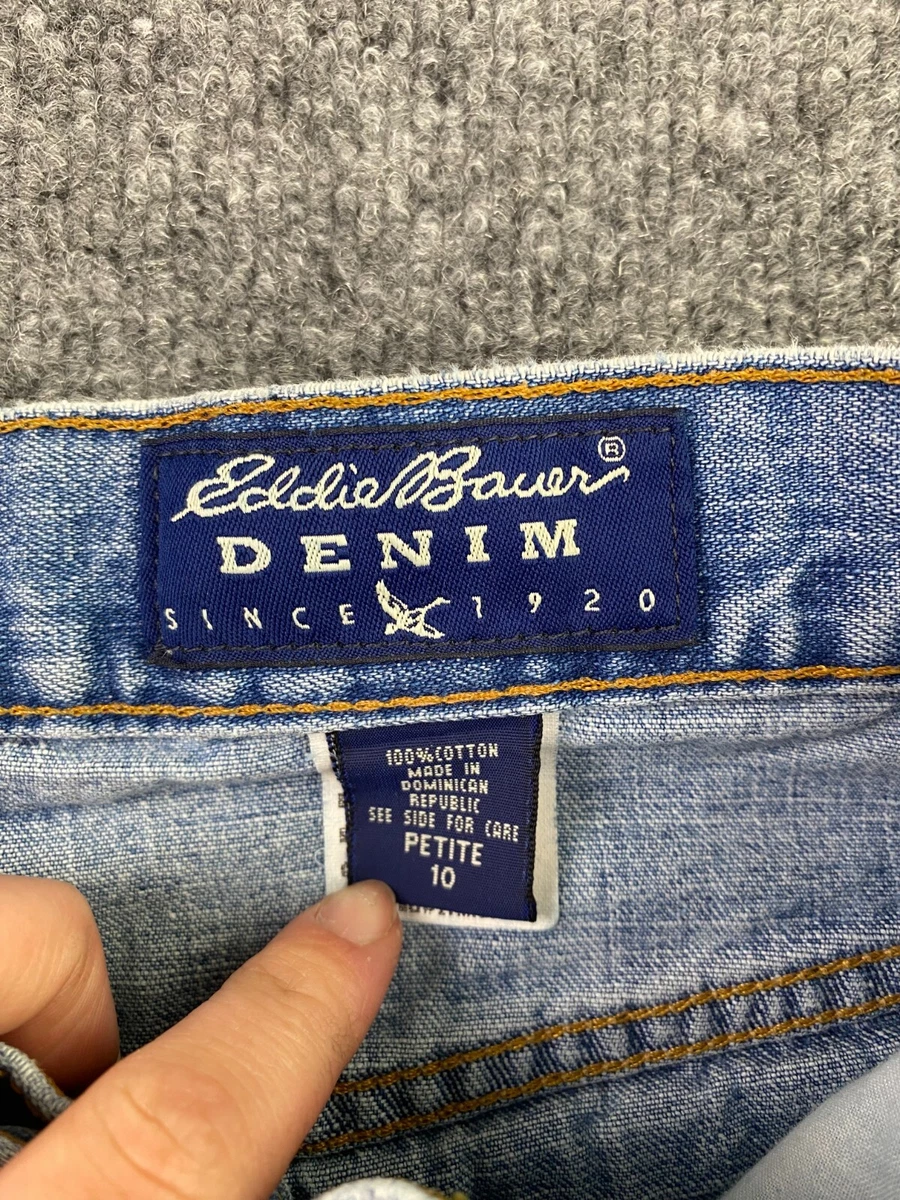 Eddie Bauer®
DENIM
SINCE 1920
100% COTTON
MADE IN
DOMINICAN
REPUBLIC
SEE SIDE FOR CARE
PETITE
10